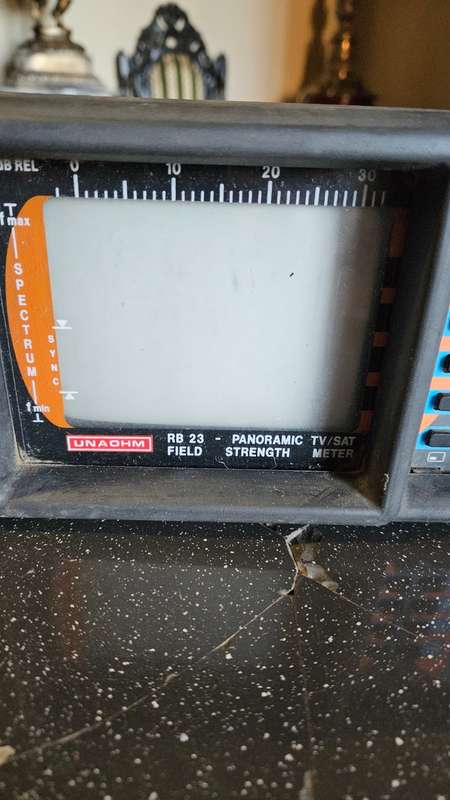 dB REL 0 10 20 30
f max
SPECTRUM
SYNC
f min
UNAOHM
RB 23 - PANORAMIC TV/SAT
FIELD STRENGTH METER